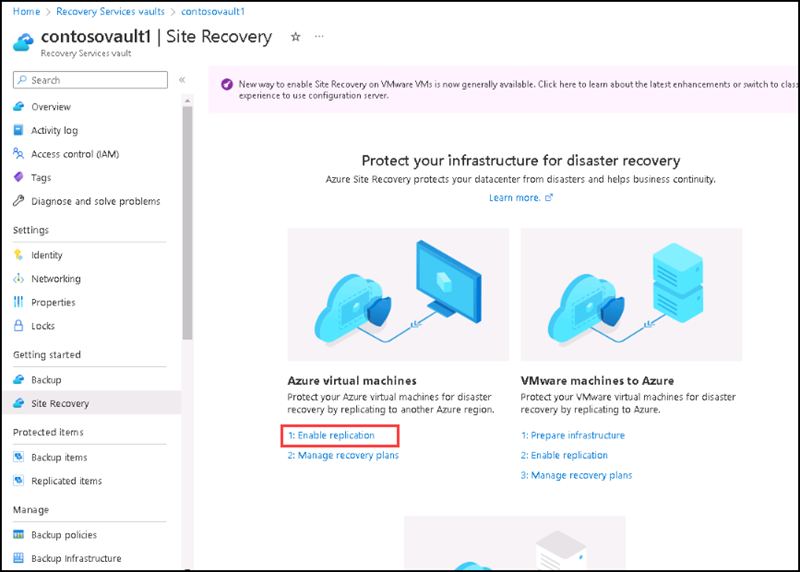 Home > Recovery Services vaults > contosovault1
contosovault1 | Site Recovery ☆ ...
Recovery Services vault
Search «
Overview
Activity log
Access control (IAM)
Tags
Diagnose and solve problems
Settings
Identity
Networking
Properties
Locks
Getting started
Backup
Site Recovery
Protected items
Backup items
Replicated items
Manage
Backup policies
Backup Infrastructure
New way to enable Site Recovery on VMware VMs is now generally available. Click here to learn about the latest enhancements or switch to class
experience to use configuration server.
Protect your infrastructure for disaster recovery
Azure Site Recovery protects your datacenter from disasters and helps business continuity.
Learn more.
Azure virtual machines
Protect your Azure virtual machines for disaster
recovery by replicating to another Azure region.
1: Enable replication
2: Manage recovery plans
VMware machines to Azure
Protect your VMware virtual machines for disaster
recovery by replicating to Azure.
1: Prepare infrastructure
2: Enable replication
3: Manage recovery plans